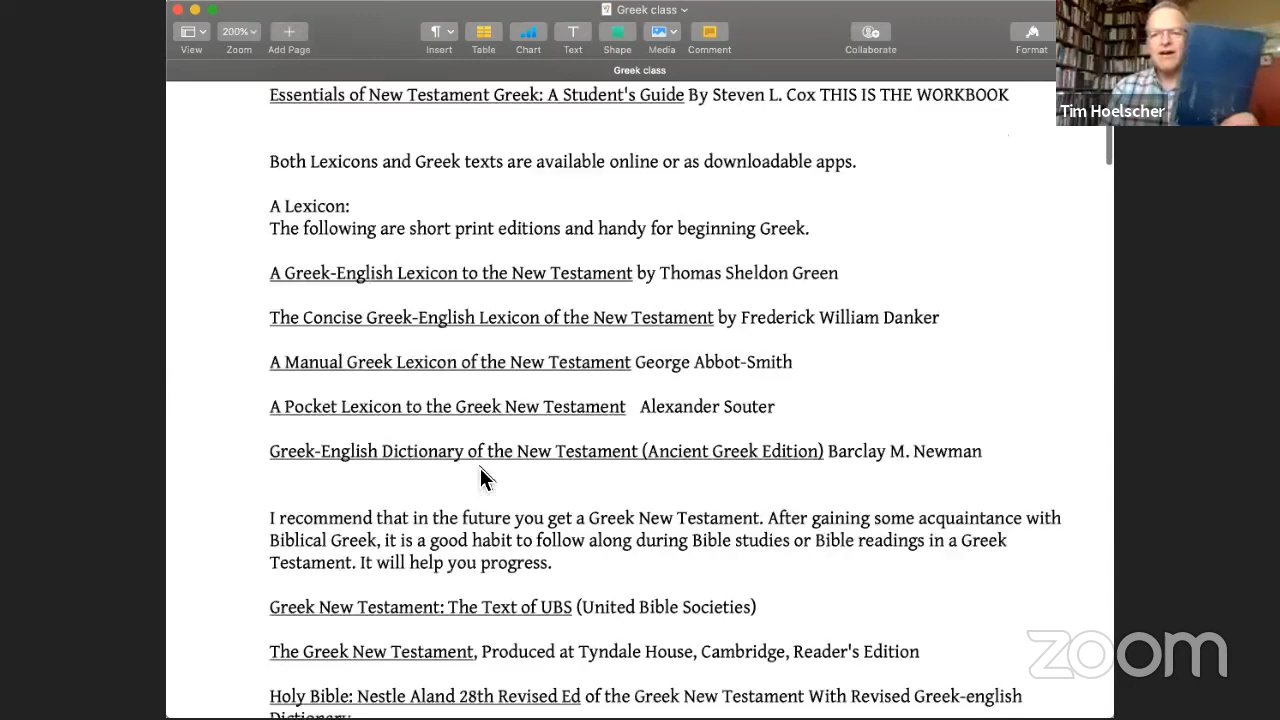 Greek class
200%
View
Zoom
Add Page
Insert
Table
Chart
Text
Shape
Media
Comment
Collaborate
Format
Greek class
Tim Hoelscher
Essentials of New Testament Greek: A Student's Guide By Steven L. Cox THIS IS THE WORKBOOK
Both Lexicons and Greek texts are available online or as downloadable apps.
A Lexicon:
The following are short print editions and handy for beginning Greek.
A Greek-English Lexicon to the New Testament by Thomas Sheldon Green
The Concise Greek-English Lexicon of the New Testament by Frederick William Danker
A Manual Greek Lexicon of the New Testament George Abbot-Smith
A Pocket Lexicon to the Greek New Testament Alexander Souter
Greek-English Dictionary of the New Testament (Ancient Greek Edition) Barclay M. Newman
I recommend that in the future you get a Greek New Testament. After gaining some acquaintance with
Biblical Greek, it is a good habit to follow along during Bible studies or Bible readings in a Greek
Testament. It will help you progress.
Greek New Testament: The Text of UBS (United Bible Societies)
The Greek New Testament, Produced at Tyndale House, Cambridge, Reader's Edition
Holy Bible: Nestle Aland 28th Revised Ed of the Greek New Testament With Revised Greek-english
Dictionary
zoom